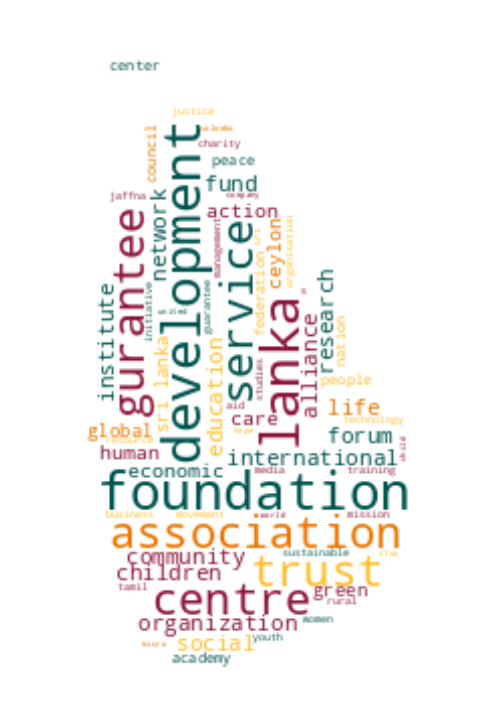 center
justice
colombo
charity
council
development
peace
fund
jaffna
company
network
action
gurantee
service
management
ceylon
sri
organisation
federation
institute
initiative
united
guarantee
research
lanka
alliance
nation
sri lanka
education
studies
people
aid
care
life
technology
global
resource
forum
human
international
child
economic
media
training
foundation
business
movement
world
mission
association
community
sustainable
club
children
trust
tamil
centre
green
rural
organization
women
social
youth
micro
academy